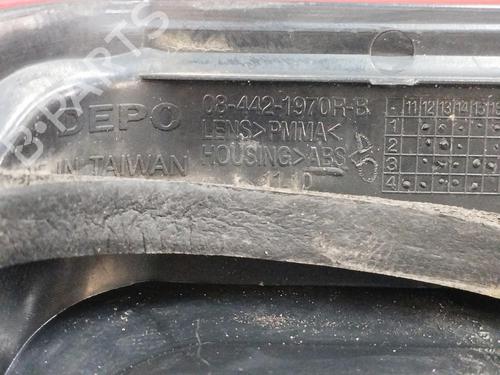 DEPO 08-442-1970R-B
LENS>PMMA<
IN TAIWAN HOUSING>ABS
11 12 13 14 15
1
2
3
4
B-PARTS